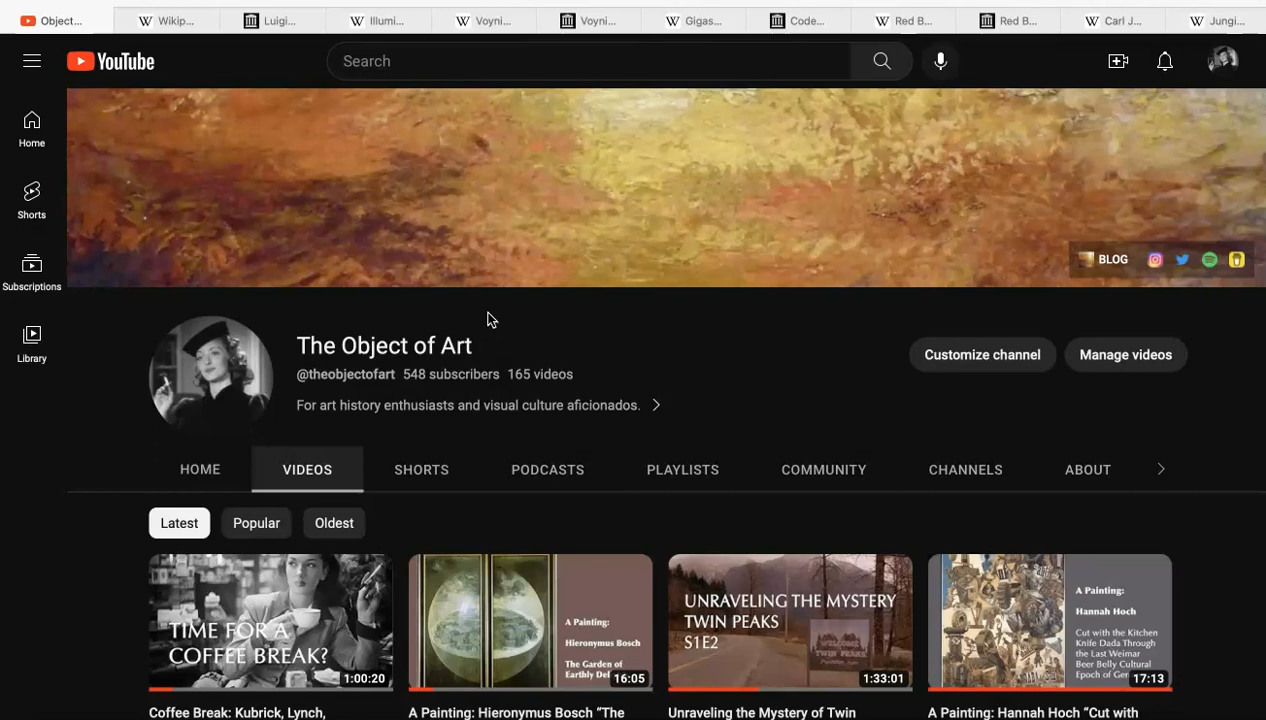 Object...
Wikip...
Luigi...
Illumi...
Voyni...
Voyni...
Gigas...
Code...
Red B...
Red B...
Carl J...
Jungi...
YouTube
Search
Home
Shorts
Subscriptions
Library
BLOG
The Object of Art
@theobjectofart 548 subscribers 165 videos
For art history enthusiasts and visual culture aficionados.
Customize channel
Manage videos
HOME
VIDEOS
SHORTS
PODCASTS
PLAYLISTS
COMMUNITY
CHANNELS
ABOUT
Latest
Popular
Oldest
TIME FOR A
COFFEE BREAK?
1:00:20
A Painting:
Hieronymus Bosch
The Garden of
Earthly Del
16:05
UNRAVELING THE MYSTERY
TWIN PEAKS
S1E2
WELCOME
TWIN PEAKS
1:33:01
A Painting:
Hannah Hoch
Cut with the Kitchen
Knife Dada Through
the Last Weimar
Beer Belly Cultural
Epoch of Ger
17:13
Coffee Break: Kubrick, Lynch,
A Painting: Hieronymus Bosch “The
Unraveling the Mystery of Twin
A Painting: Hannah Hoch “Cut with